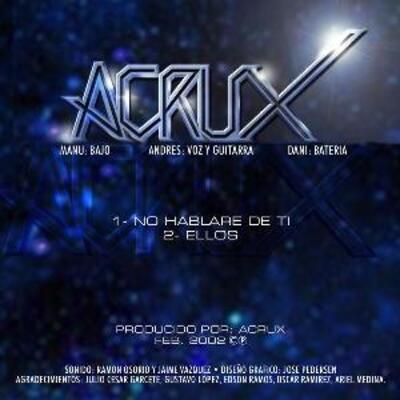 ACRUX
MANU: BAJO ANDRES: VOZ Y GUITARRA DANI: BATERIA
1- NO HABLARE DE TI
2- ELLOS
PRODUCIDO POR: ACRUX
FEB. 2002 ©℗
SONIDO: RAMON OSORIO Y JAIME VAZQUEZ • DISEÑO GRAFICO: JOSE PEDERSEN
AGRADECIMIENTOS: JULIO CESAR GARCETE, GUSTAVO LOPEZ, EDSON RAMOS, OSCAR RAMIREZ, ARIEL MEDINA.